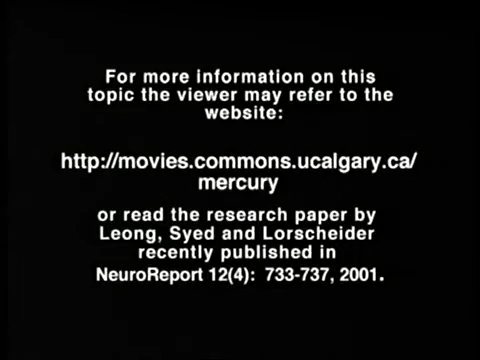 For more information on this
topic the viewer may refer to the
website:
http://movies.commons.ucalgary.ca/
mercury
or read the research paper by
Leong, Syed and Lorscheider
recently published in
NeuroReport 12(4): 733-737, 2001.